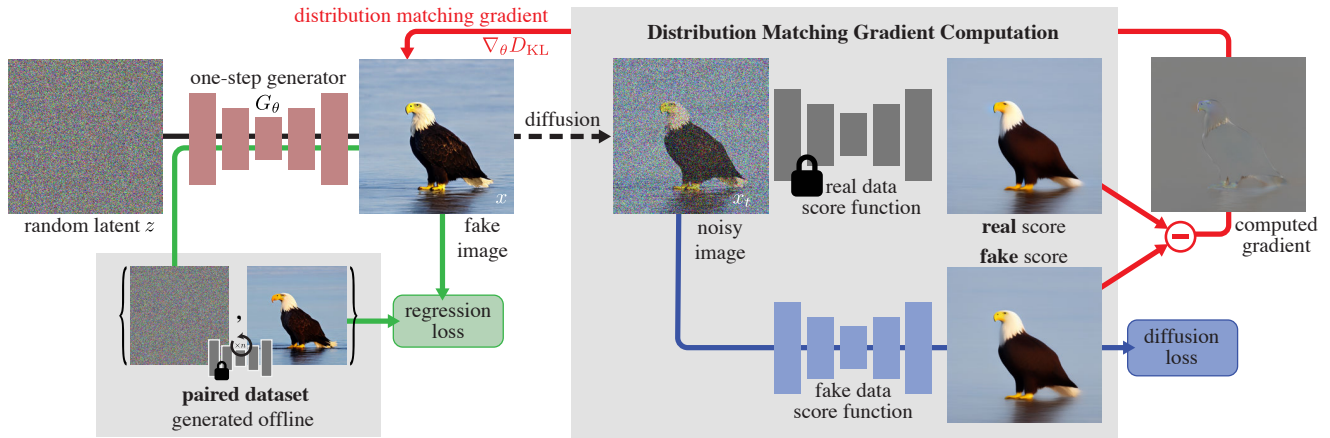 distribution matching gradient
∇θ D_KL
Distribution Matching Gradient Computation
one-step generator
Gθ
diffusion
x
x_t
random latent z
fake
image
noisy
image
real data
score function
real score
fake score
computed
gradient
{ , }
×n
regression
loss
paired dataset
generated offline
fake data
score function
diffusion
loss